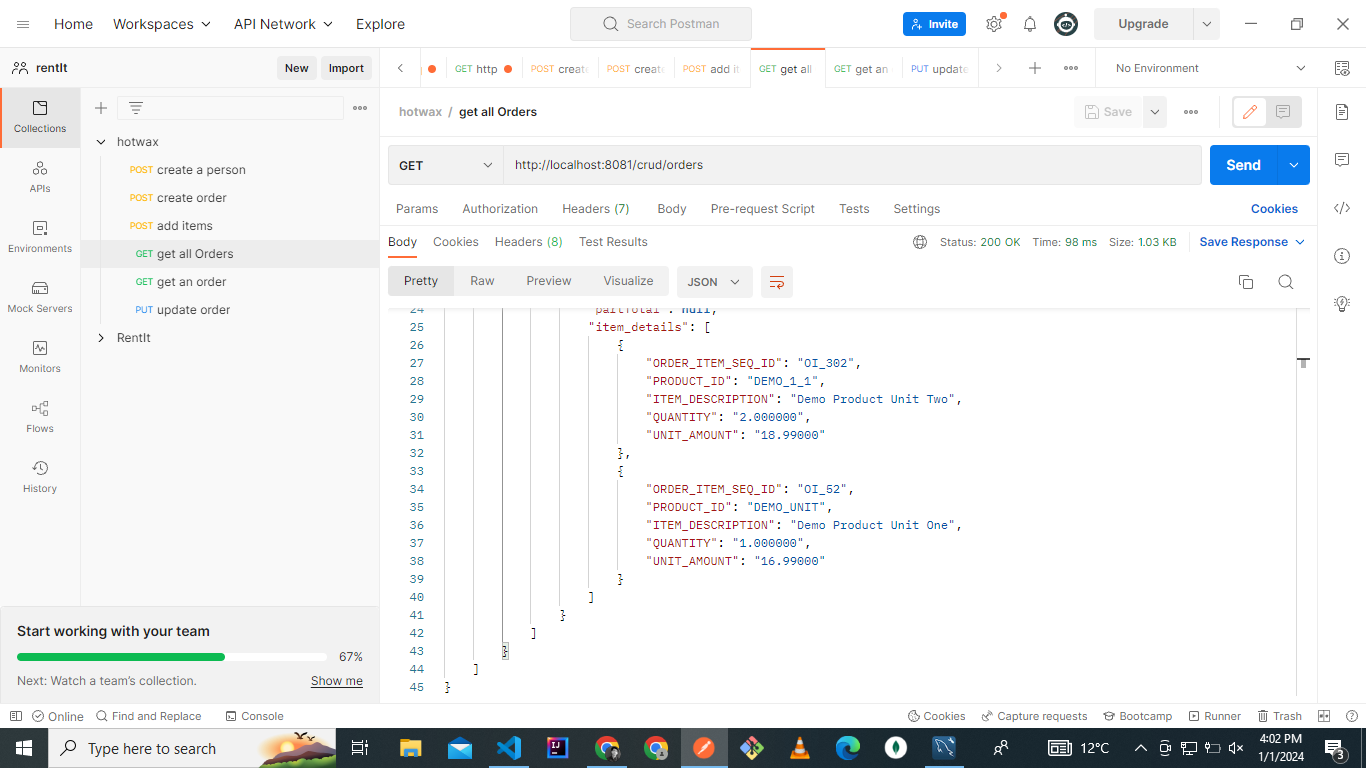 Home Workspaces API Network Explore Search Postman Invite Upgrade
rentIt New Import
GET http POST create POST create POST add it GET get all GET get an PUT update No Environment
Collections
APIs
Environments
Mock Servers
Monitors
Flows
History
hotwax
POST create a person
POST create order
POST add items
GET get all Orders
GET get an order
PUT update order
RentIt
hotwax / get all Orders Save
GET http://localhost:8081/crud/orders Send
Params Authorization Headers (7) Body Pre-request Script Tests Settings Cookies
Body Cookies Headers (8) Test Results Status: 200 OK Time: 98 ms Size: 1.03 KB Save Response
Pretty Raw Preview Visualize JSON
24 "partTotal": null,
25 "item_details": [
26 {
27 "ORDER_ITEM_SEQ_ID": "OI_302",
28 "PRODUCT_ID": "DEMO_1_1",
29 "ITEM_DESCRIPTION": "Demo Product Unit Two",
30 "QUANTITY": "2.000000",
31 "UNIT_AMOUNT": "18.99000"
32 },
33 {
34 "ORDER_ITEM_SEQ_ID": "OI_52",
35 "PRODUCT_ID": "DEMO_UNIT",
36 "ITEM_DESCRIPTION": "Demo Product Unit One",
37 "QUANTITY": "1.000000",
38 "UNIT_AMOUNT": "16.99000"
39 }
40 ]
41 }
42 ]
43 }
44 ]
45 }
Start working with your team
67%
Next: Watch a team's collection. Show me
Online Find and Replace Console Cookies Capture requests Bootcamp Runner Trash
Type here to search 12°C 4:02 PM
1/1/2024 3